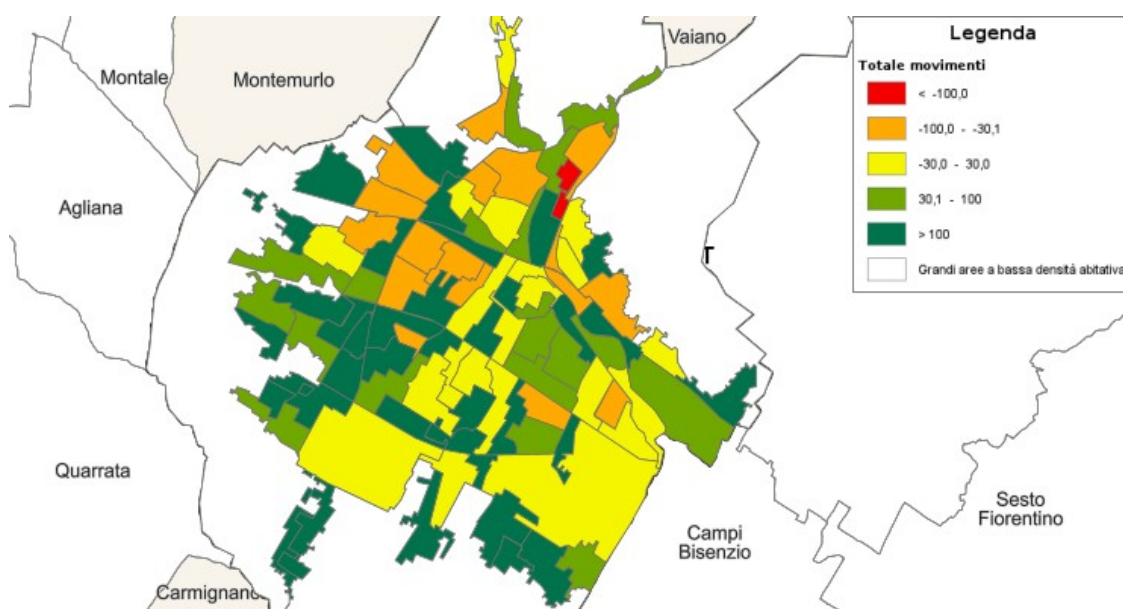 Montale
Montemurlo
Vaiano
Agliana
Quarrata
Carmignano
Campi
Bisenzio
Sesto
Fiorentino
T
Legenda
Totale movimenti
< -100,0
-100,0 - -30,1
-30,0 - 30,0
30,1 - 100
> 100
Grandi aree a bassa densitá abitativa